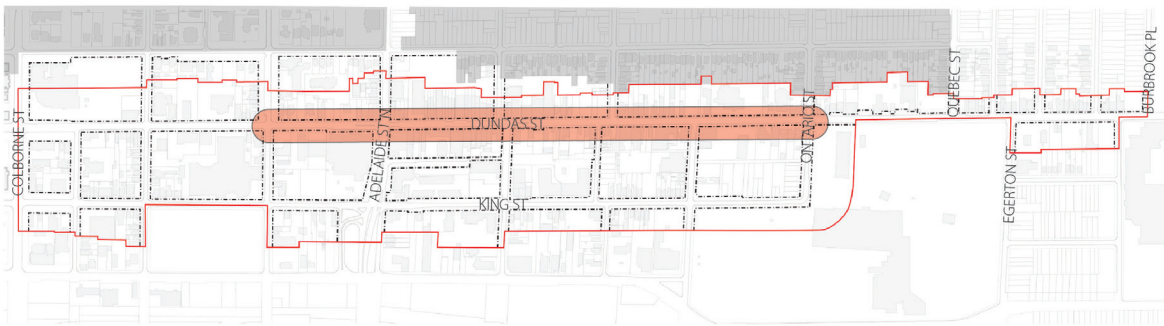 COLBORNE ST
ADELAIDE ST N
DUNDAS ST
KING ST
ONTARIO ST
QUEBEC ST
EGERTON ST
BURBROOK PL